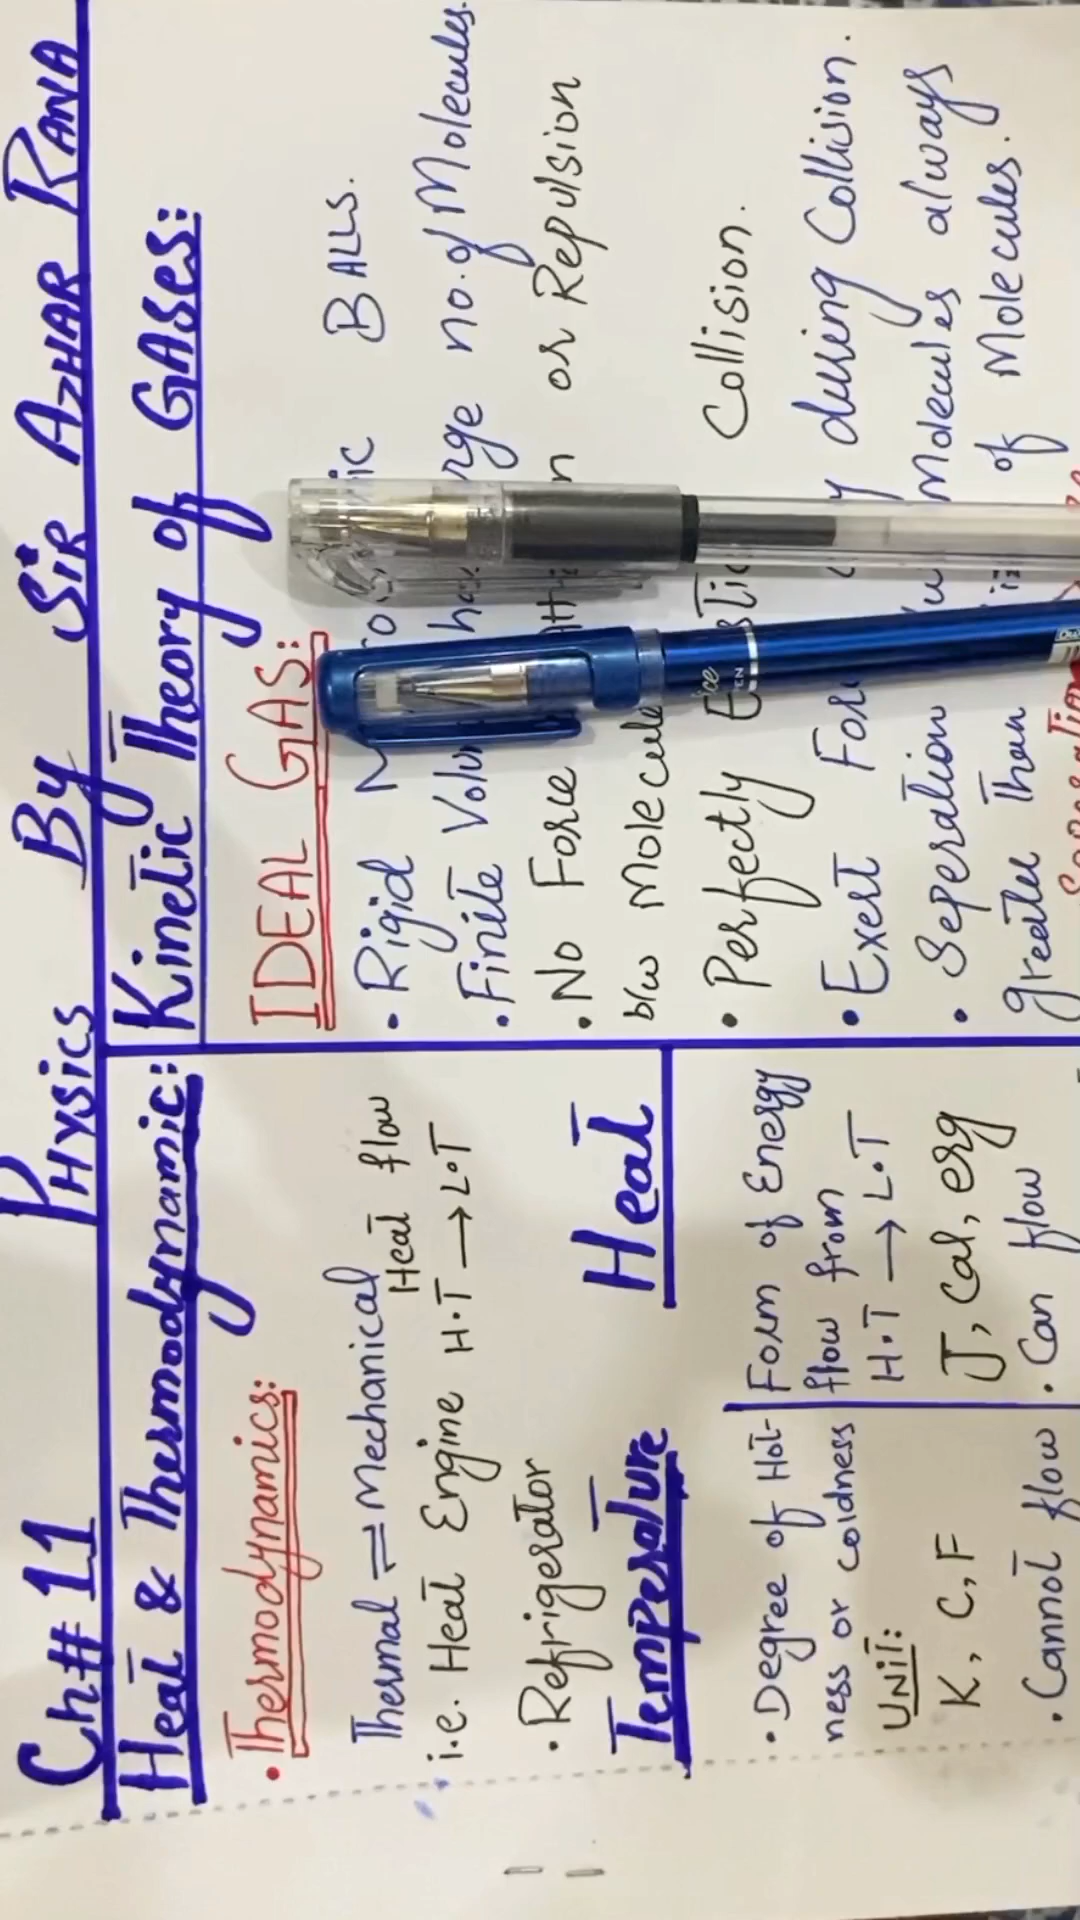 Ch# 11 PHYSICS By SIR AZHAR RANA
Heat & Thermodynamic:
• Thermodynamics:
Thermal ⇌ Mechanical
i.e. Heat Engine
Heat flow
H.T → L.T
• Refrigerator
Temperature
• Degree of Hot-
ness or coldness
UNIT:
K, C, F
• Cannot flow
Heat
Form of Energy
flow from
H.T → L.T
J, Cal, erg
• Can flow
Kinetic Theory of GASes:
IDEAL GAS:
• Rigid BALLS.
• Finite no. of Molecules.
• No Force or Repulsion
b/w
• Perfectly Collision.
• Exert during Collision.
• Seperation Molecules always
greater Than of Molecules.